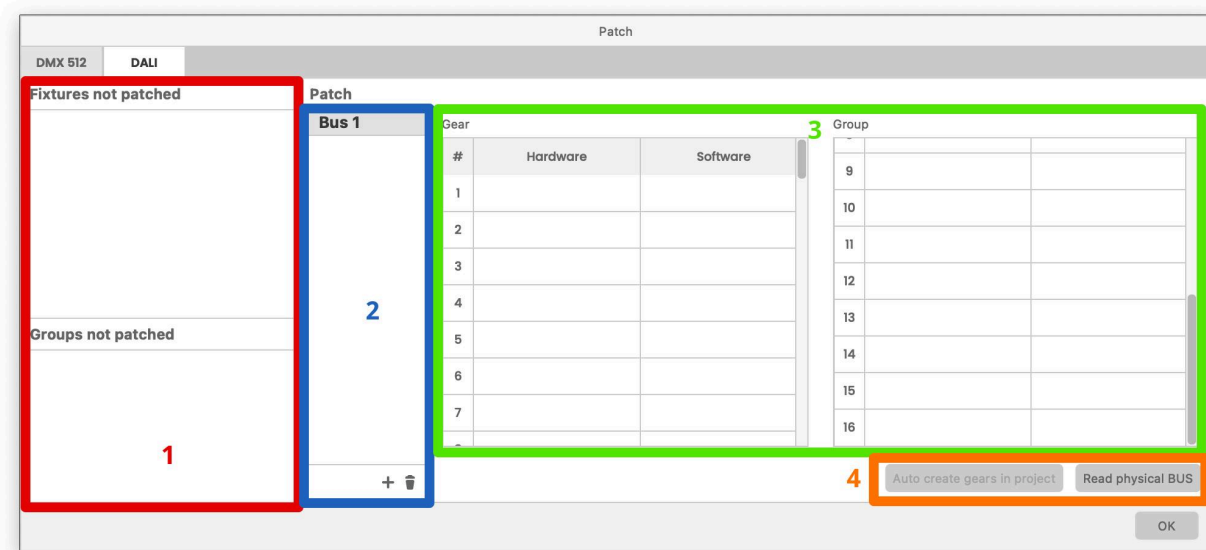 Patch
DMX 512 DALI
Fixtures not patched
Groups not patched
1
Patch
Bus 1
2
+
Gear
# Hardware Software
1
2
3
4
5
6
7
3
Group
9
10
11
12
13
14
15
16
4
Auto create gears in project Read physical BUS
OK